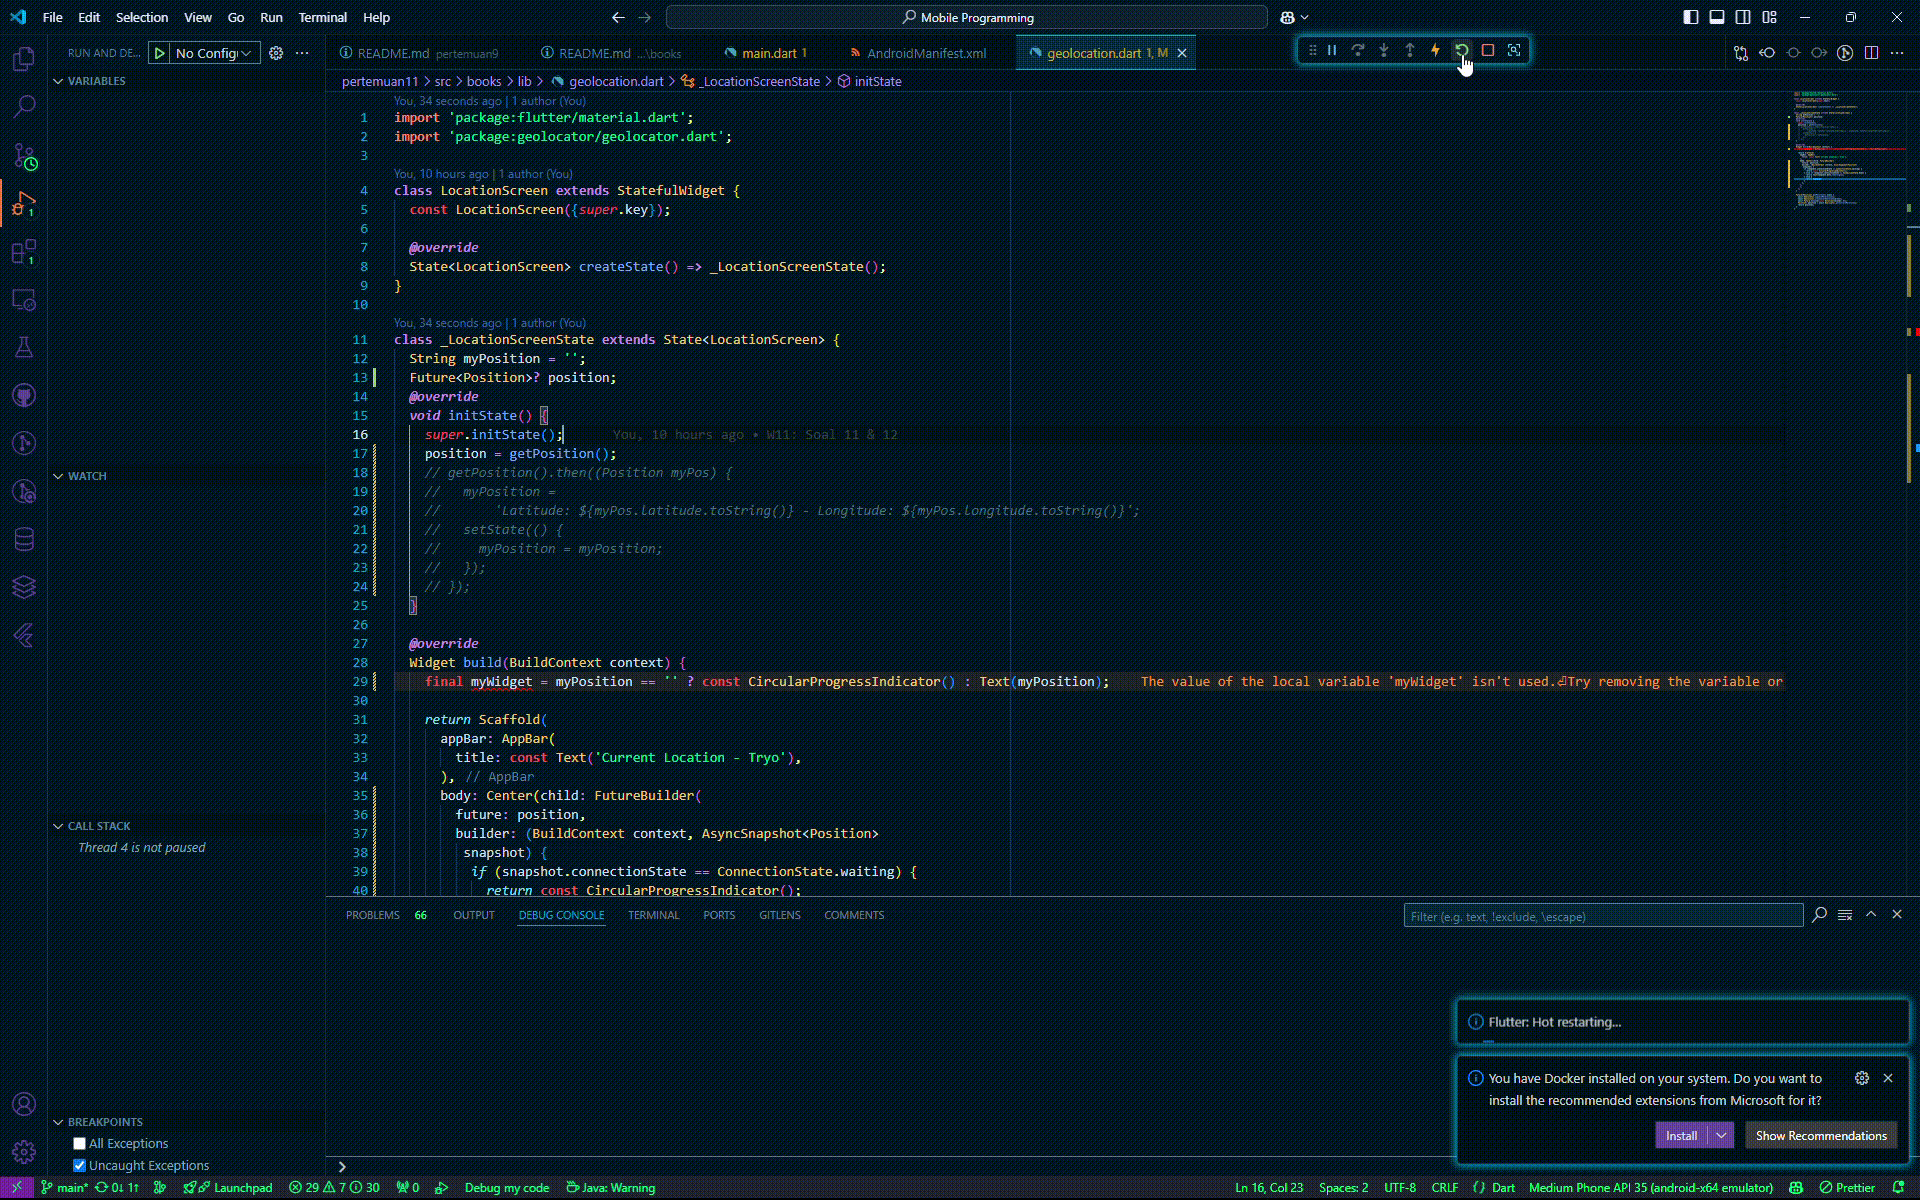 File Edit Selection View Go Run Terminal Help
Mobile Programming
RUN AND DE... No Config
README.md pertemuan9 README.md ...\books main.dart 1 AndroidManifest.xml geolocation.dart 1, M
VARIABLES
pertemuan11 > src > books > lib > geolocation.dart > _LocationScreenState > initState
You, 34 seconds ago | 1 author (You)
1 import 'package:flutter/material.dart';
2 import 'package:geolocator/geolocator.dart';
3
You, 10 hours ago | 1 author (You)
4 class LocationScreen extends StatefulWidget {
5 const LocationScreen({super.key});
6
7 @override
8 State<LocationScreen> createState() => _LocationScreenState();
9 }
10
You, 34 seconds ago | 1 author (You)
11 class _LocationScreenState extends State<LocationScreen> {
12 String myPosition = '';
13 Future<Position>? position;
14 @override
15 void initState() {
16 super.initState(); You, 10 hours ago • W11: Soal 11 & 12
17 position = getPosition();
18 // getPosition().then((Position myPos) {
19 // myPosition =
20 // 'Latitude: ${myPos.latitude.toString()} - Longitude: ${myPos.longitude.toString()}';
21 // setState(() {
22 // myPosition = myPosition;
23 // });
24 // });
25 }
26
27 @override
28 Widget build(BuildContext context) {
29 final myWidget = myPosition == '' ? const CircularProgressIndicator() : Text(myPosition); The value of the local variable 'myWidget' isn't used.⏎Try removing the variable or
30
31 return Scaffold(
32 appBar: AppBar(
33 title: const Text('Current Location - Tryo'),
34 ), // AppBar
35 body: Center(child: FutureBuilder(
36 future: position,
37 builder: (BuildContext context, AsyncSnapshot<Position>
38 snapshot) {
39 if (snapshot.connectionState == ConnectionState.waiting) {
40 return const CircularProgressIndicator();
WATCH
CALL STACK
Thread 4 is not paused
BREAKPOINTS
All Exceptions
Uncaught Exceptions
PROBLEMS 66 OUTPUT DEBUG CONSOLE TERMINAL PORTS GITLENS COMMENTS
Filter (e.g. text, !exclude, \escape)
Flutter: Hot restarting...
You have Docker installed on your system. Do you want to
install the recommended extensions from Microsoft for it?
Install Show Recommendations
main* 0↓ 1↑ Launchpad 29 7 30 0 Debug my code Java: Warning Ln 16, Col 23 Spaces: 2 UTF-8 CRLF {} Dart Medium Phone API 35 (android-x64 emulator) Prettier